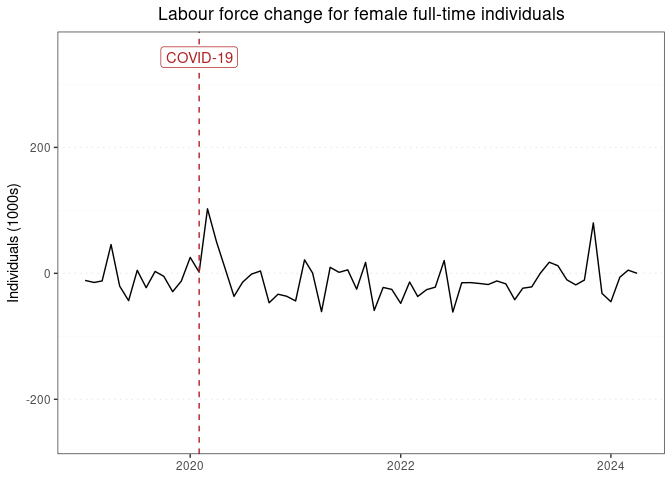 Labour force change for female full-time individuals
COVID-19
Individuals (1000s)
200
0
-200
2020
2022
2024